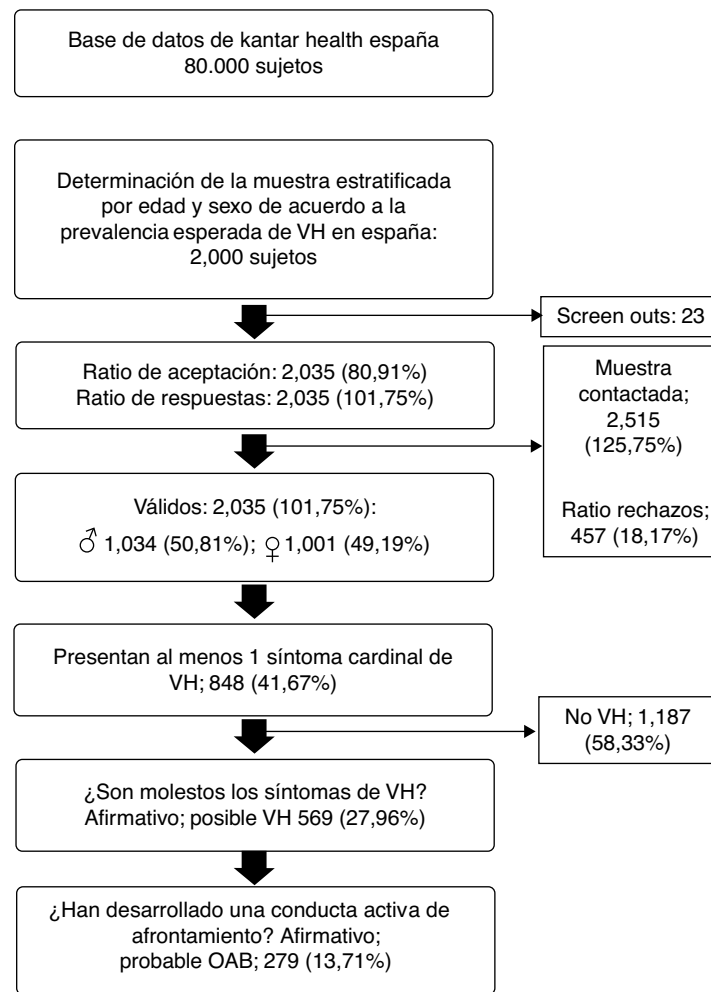 Base de datos de kantar health españa
80.000 sujetos
Determinación de la muestra estratificada
por edad y sexo de acuerdo a la
prevalencia esperada de VH en españa:
2,000 sujetos
Screen outs: 23
Ratio de aceptación: 2,035 (80,91%)
Ratio de respuestas: 2,035 (101,75%)
Muestra
contactada;
2,515
(125,75%)
Ratio rechazos;
457 (18,17%)
Válidos: 2,035 (101,75%):
♂ 1,034 (50,81%); ♀ 1,001 (49,19%)
Presentan al menos 1 síntoma cardinal de
VH; 848 (41,67%)
No VH; 1,187
(58,33%)
¿Son molestos los síntomas de VH?
Afirmativo; posible VH 569 (27,96%)
¿Han desarrollado una conducta activa de
afrontamiento? Afirmativo;
probable OAB; 279 (13,71%)